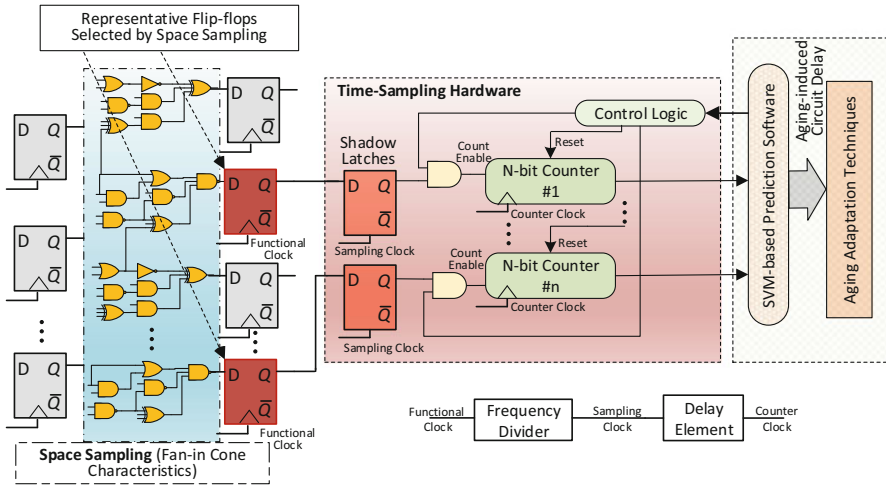 Representative Flip-flops
Selected by Space Sampling
D Q
Q̅
D Q
Q̅
D Q
Q̅
D Q
Q̅
D Q
Q̅
Functional
Clock
D Q
Q̅
D Q
Q̅
Functional
Clock
Space Sampling (Fan-in Cone
Characteristics)
Time-Sampling Hardware
Shadow
Latches
D Q
Q̅
Sampling Clock
D Q
Q̅
Sampling Clock
Control Logic
Count
Enable
Reset
N-bit Counter
#1
Counter Clock
Reset
Count
Enable
N-bit Counter
#n
Counter Clock
SVM-based Prediction Software
Aging-induced
Circuit Delay
Aging Adaptation Techniques
Functional
Clock
Frequency
Divider
Sampling
Clock
Delay
Element
Counter
Clock